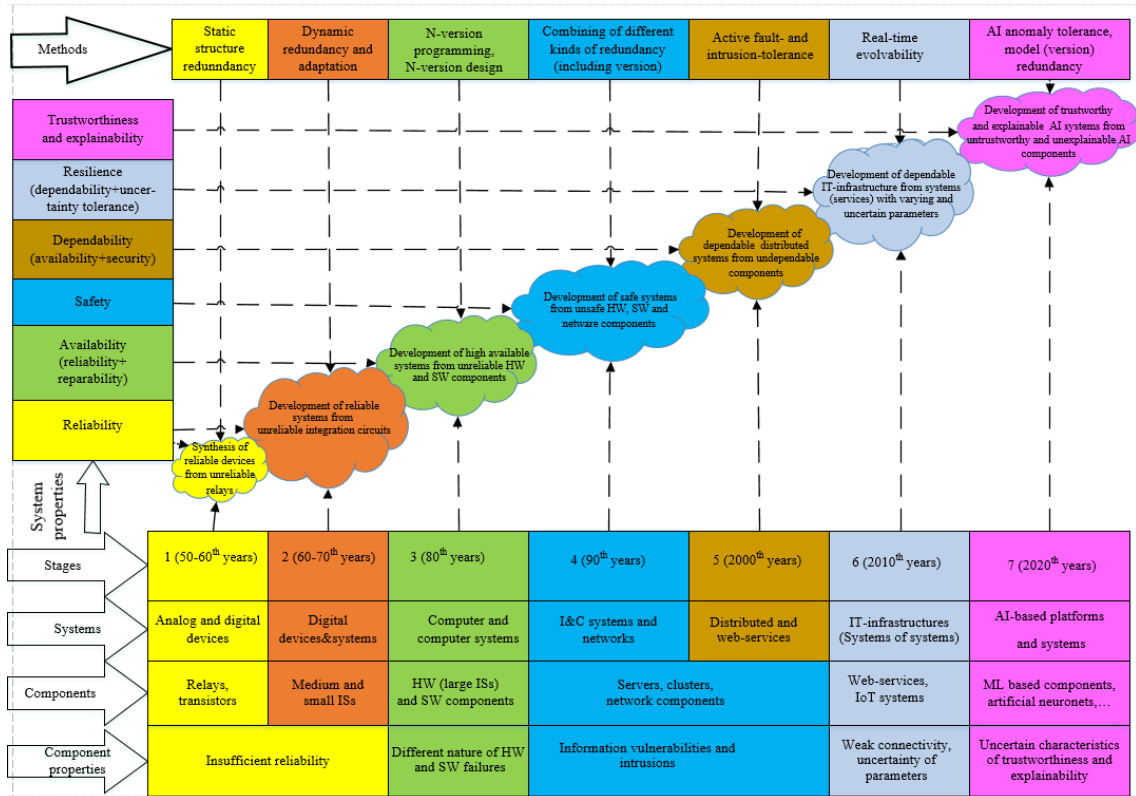 Methods
Static
structure
redunndancy
Dynamic
redundancy and
adaptation
N-version
programming,
N-version design
Combining of different
kinds of redundancy
(including version)
Active fault- and
intrusion-tolerance
Real-time
evolvability
AI anomaly tolerance,
model (version)
redundancy
Trustworthiness
and explainability
Resilience
(dependability+uncer-
tainty tolerance)
Dependability
(availability+security)
Safety
Availability
(reliability+
reparability)
Reliability
System
properties
Development of trustworthy
and explainable AI systems from
untrustworthy and unexplainable AI
components
Development of dependable
IT-infrastructure from systems
(services) with varying and
uncertain parameters
Development of
dependable distributed
systems from undependable
components
Development of safe systems
from unsafe HW, SW and
netware components
Development of high available
systems from unreliable HW
and SW components
Development of reliable
systems from
unreliable integration circuits
Synthesis of
reliable devices
from unreliable
relays
Stages
1 (50-60th years)
2 (60-70th years)
3 (80th years)
4 (90th years)
5 (2000th years)
6 (2010th years)
7 (2020th years)
Systems
Analog and digital
devices
Digital
devices&systems
Computer and
computer systems
I&C systems and
networks
Distributed and
web-services
IT-infrastructures
(Systems of systems)
AI-based platforms
and systems
Components
Relays,
transistors
Medium and
small ISs
HW (large ISs)
and SW components
Servers, clusters,
network components
Web-services,
IoT systems
ML based components,
artificial neuronets,...
Component
properties
Insufficient reliability
Different nature of HW
and SW failures
Information vulnerabilities and
intrusions
Weak connectivity,
uncertainty of
parameters
Uncertain characteristics
of trustworthiness and
explainability